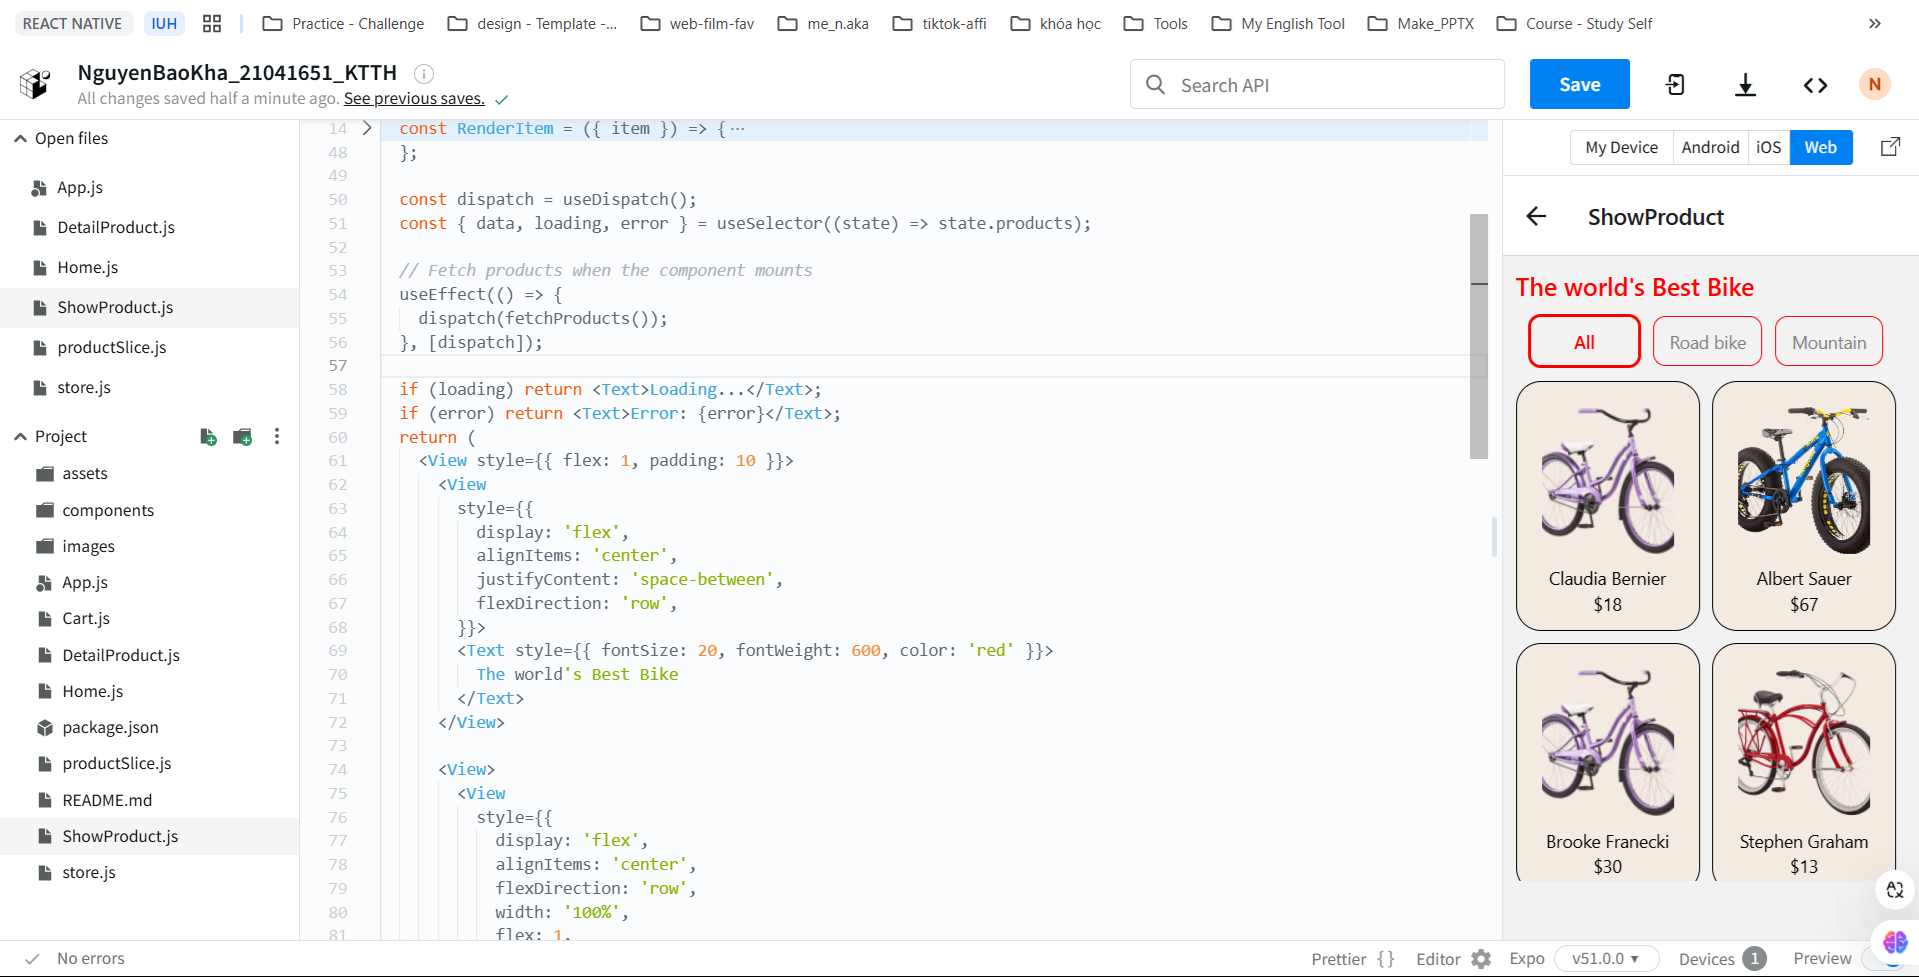 REACT NATIVE
IUH
Practice - Challenge
design - Template -...
web-film-fav
me_n.aka
tiktok-affi
khóa học
Tools
My English Tool
Make_PPTX
Course - Study Self
NguyenBaoKha_21041651_KTTH
All changes saved half a minute ago. See previous saves.
Search API
Save
N
Open files
App.js
DetailProduct.js
Home.js
ShowProduct.js
productSlice.js
store.js
Project
assets
components
images
App.js
Cart.js
DetailProduct.js
Home.js
package.json
productSlice.js
README.md
ShowProduct.js
store.js
14 const RenderItem = ({ item }) => { ...
48 };
49
50 const dispatch = useDispatch();
51 const { data, loading, error } = useSelector((state) => state.products);
52
53 // Fetch products when the component mounts
54 useEffect(() => {
55 dispatch(fetchProducts());
56 }, [dispatch]);
57
58 if (loading) return <Text>Loading...</Text>;
59 if (error) return <Text>Error: {error}</Text>;
60 return (
61 <View style={{ flex: 1, padding: 10 }}>
62 <View
63 style={{
64 display: 'flex',
65 alignItems: 'center',
66 justifyContent: 'space-between',
67 flexDirection: 'row',
68 }}>
69 <Text style={{ fontSize: 20, fontWeight: 600, color: 'red' }}>
70 The world's Best Bike
71 </Text>
72 </View>
73
74 <View>
75 <View
76 style={{
77 display: 'flex',
78 alignItems: 'center',
79 flexDirection: 'row',
80 width: '100%',
81 flex: 1,
My Device
Android
iOS
Web
ShowProduct
The world's Best Bike
All
Road bike
Mountain
Claudia Bernier
$18
Albert Sauer
$67
Brooke Franecki
$30
Stephen Graham
$13
No errors
Prettier { }
Editor
Expo
v51.0.0
Devices 1
Preview